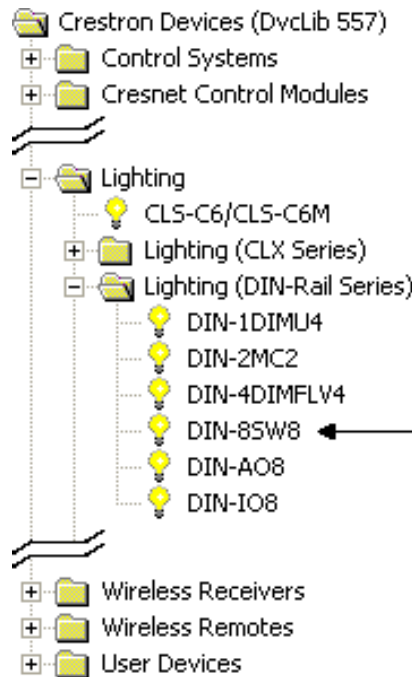 Crestron Devices (DvcLib 557)
Control Systems
Cresnet Control Modules
Lighting
CLS-C6/CLS-C6M
Lighting (CLX Series)
Lighting (DIN-Rail Series)
DIN-1DIMU4
DIN-2MC2
DIN-4DIMFLV4
DIN-8SW8
DIN-AO8
DIN-IO8
Wireless Receivers
Wireless Remotes
User Devices